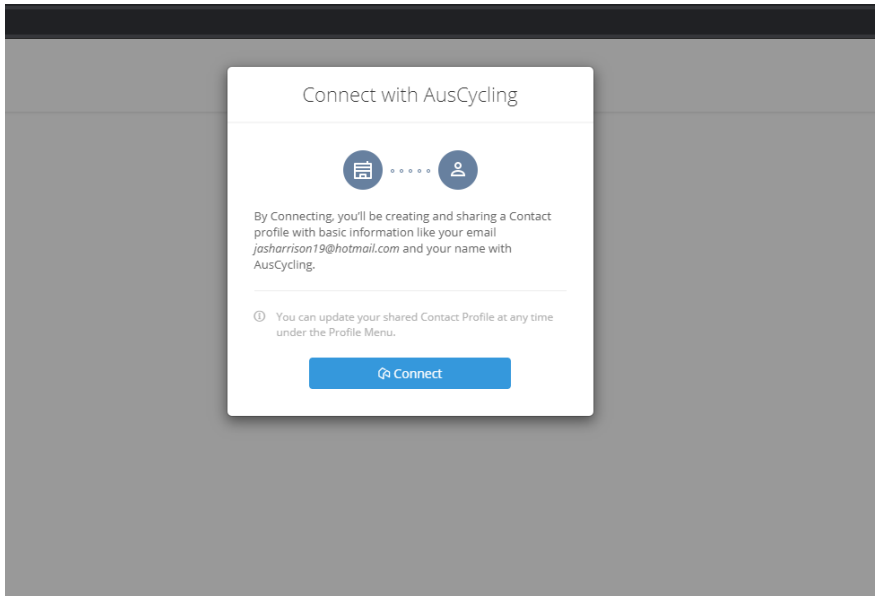 Connect with AusCycling
By Connecting, you'll be creating and sharing a Contact
profile with basic information like your email
jasharrison19@hotmail.com and your name with
AusCycling.
You can update your shared Contact Profile at any time
under the Profile Menu.
Connect